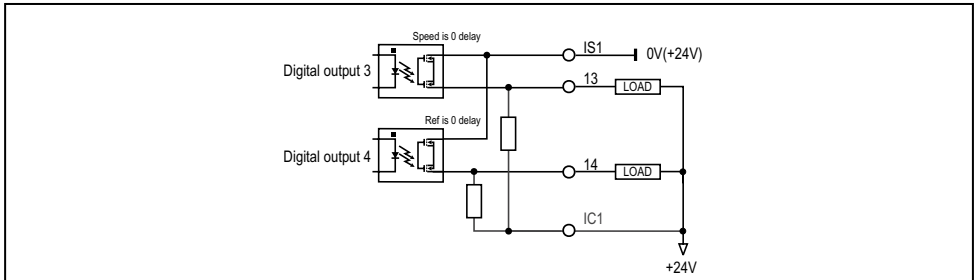 Speed is 0 delay
IS1
0V(+24V)
Digital output 3
13
LOAD
Ref is 0 delay
Digital output 4
14
LOAD
IC1
+24V